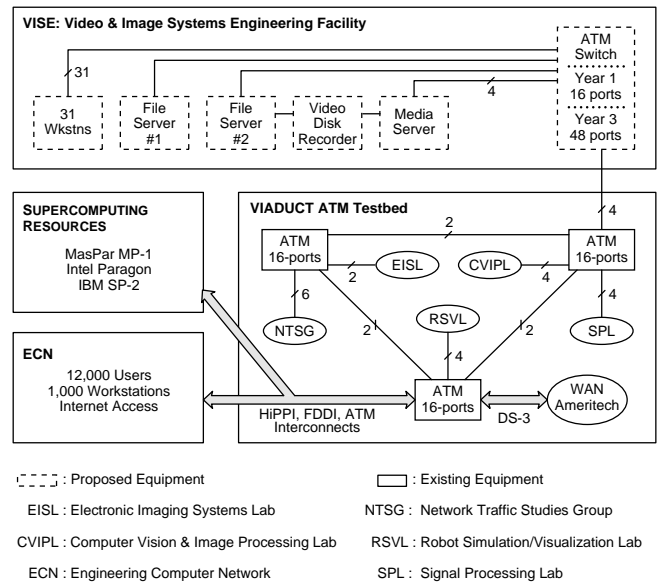 VISE: Video & Image Systems Engineering Facility
ATM
Switch
Year 1
16 ports
Year 3
48 ports
31
4
31
Wkstns
File
Server
#1
File
Server
#2
Video
Disk
Recorder
Media
Server
4
SUPERCOMPUTING
RESOURCES
MasPar MP-1
Intel Paragon
IBM SP-2
VIADUCT ATM Testbed
2
ATM
16-ports
2
EISL
CVIPL
4
ATM
16-ports
6
NTSG
2
RSVL
4
2
4
SPL
ECN
12,000 Users
1,000 Workstations
Internet Access
HiPPI, FDDI, ATM
Interconnects
ATM
16-ports
DS-3
WAN
Ameritech
: Proposed Equipment
: Existing Equipment
EISL : Electronic Imaging Systems Lab
NTSG : Network Traffic Studies Group
CVIPL : Computer Vision & Image Processing Lab
RSVL : Robot Simulation/Visualization Lab
ECN : Engineering Computer Network
SPL : Signal Processing Lab